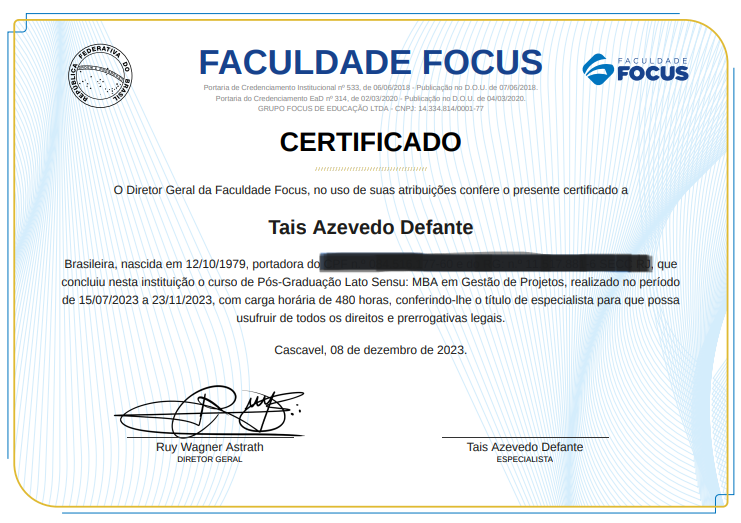 REPÚBLICA FEDERATIVA DO BRASIL
FACULDADE FOCUS
FACULDADE
FOCUS
Portaria de Credenciamento Institucional nº 533, de 06/06/2018 - Publicação no D.O.U. de 07/06/2018.
Portaria do Credenciamento EaD nº 314, de 02/03/2020 - Publicação no D.O.U. de 04/03/2020.
GRUPO FOCUS DE EDUCAÇÃO LTDA - CNPJ: 14.334.814/0001-77
CERTIFICADO
O Diretor Geral da Faculdade Focus, no uso de suas atribuições confere o presente certificado a
Tais Azevedo Defante
Brasileira, nascida em 12/10/1979, portadora do , que
concluiu nesta instituição o curso de Pós-Graduação Lato Sensu: MBA em Gestão de Projetos, realizado no período
de 15/07/2023 a 23/11/2023, com carga horária de 480 horas, conferindo-lhe o título de especialista para que possa
usufruir de todos os direitos e prerrogativas legais.
Cascavel, 08 de dezembro de 2023.
Ruy Wagner Astrath
DIRETOR GERAL
Tais Azevedo Defante
ESPECIALISTA